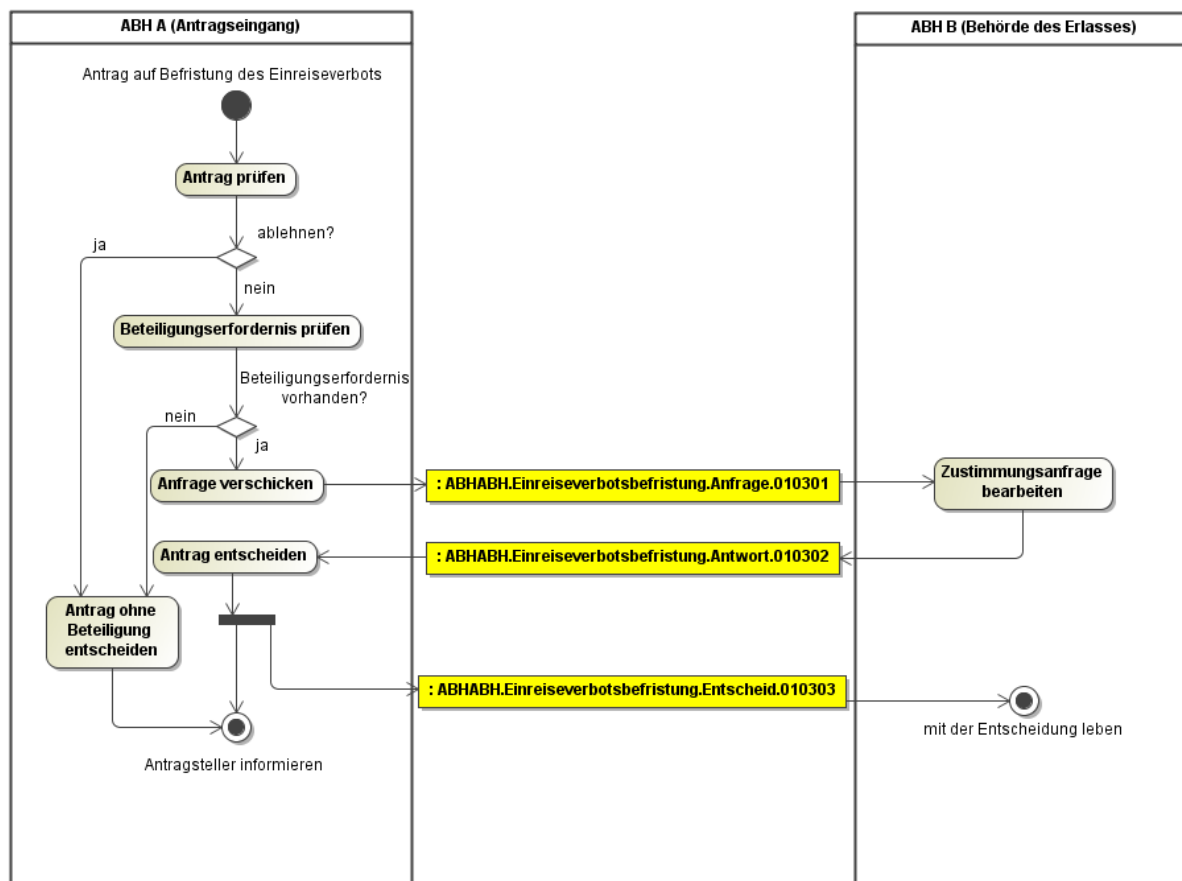 ABH A (Antragseingang)
ABH B (Behörde des Erlasses)
Antrag auf Befristung des Einreiseverbots
Antrag prüfen
ablehnen?
ja
nein
Beteiligungserfordernis prüfen
Beteiligungserfordernis
vorhanden?
nein
ja
Anfrage verschicken
: ABHABH.Einreiseverbotsbefristung.Anfrage.010301
Zustimmungsanfrage
bearbeiten
Antrag entscheiden
: ABHABH.Einreiseverbotsbefristung.Antwort.010302
Antrag ohne
Beteiligung
entscheiden
: ABHABH.Einreiseverbotsbefristung.Entscheid.010303
mit der Entscheidung leben
Antragsteller informieren